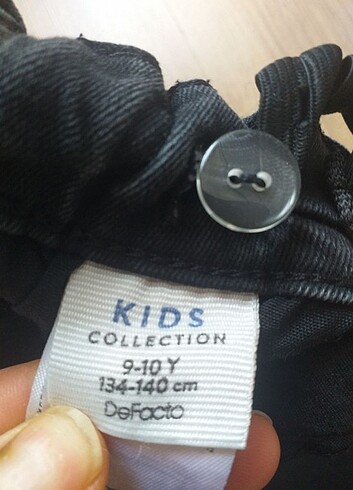 KIDS
COLLECTION
9-10 Y
134-140 cm
DeFacto